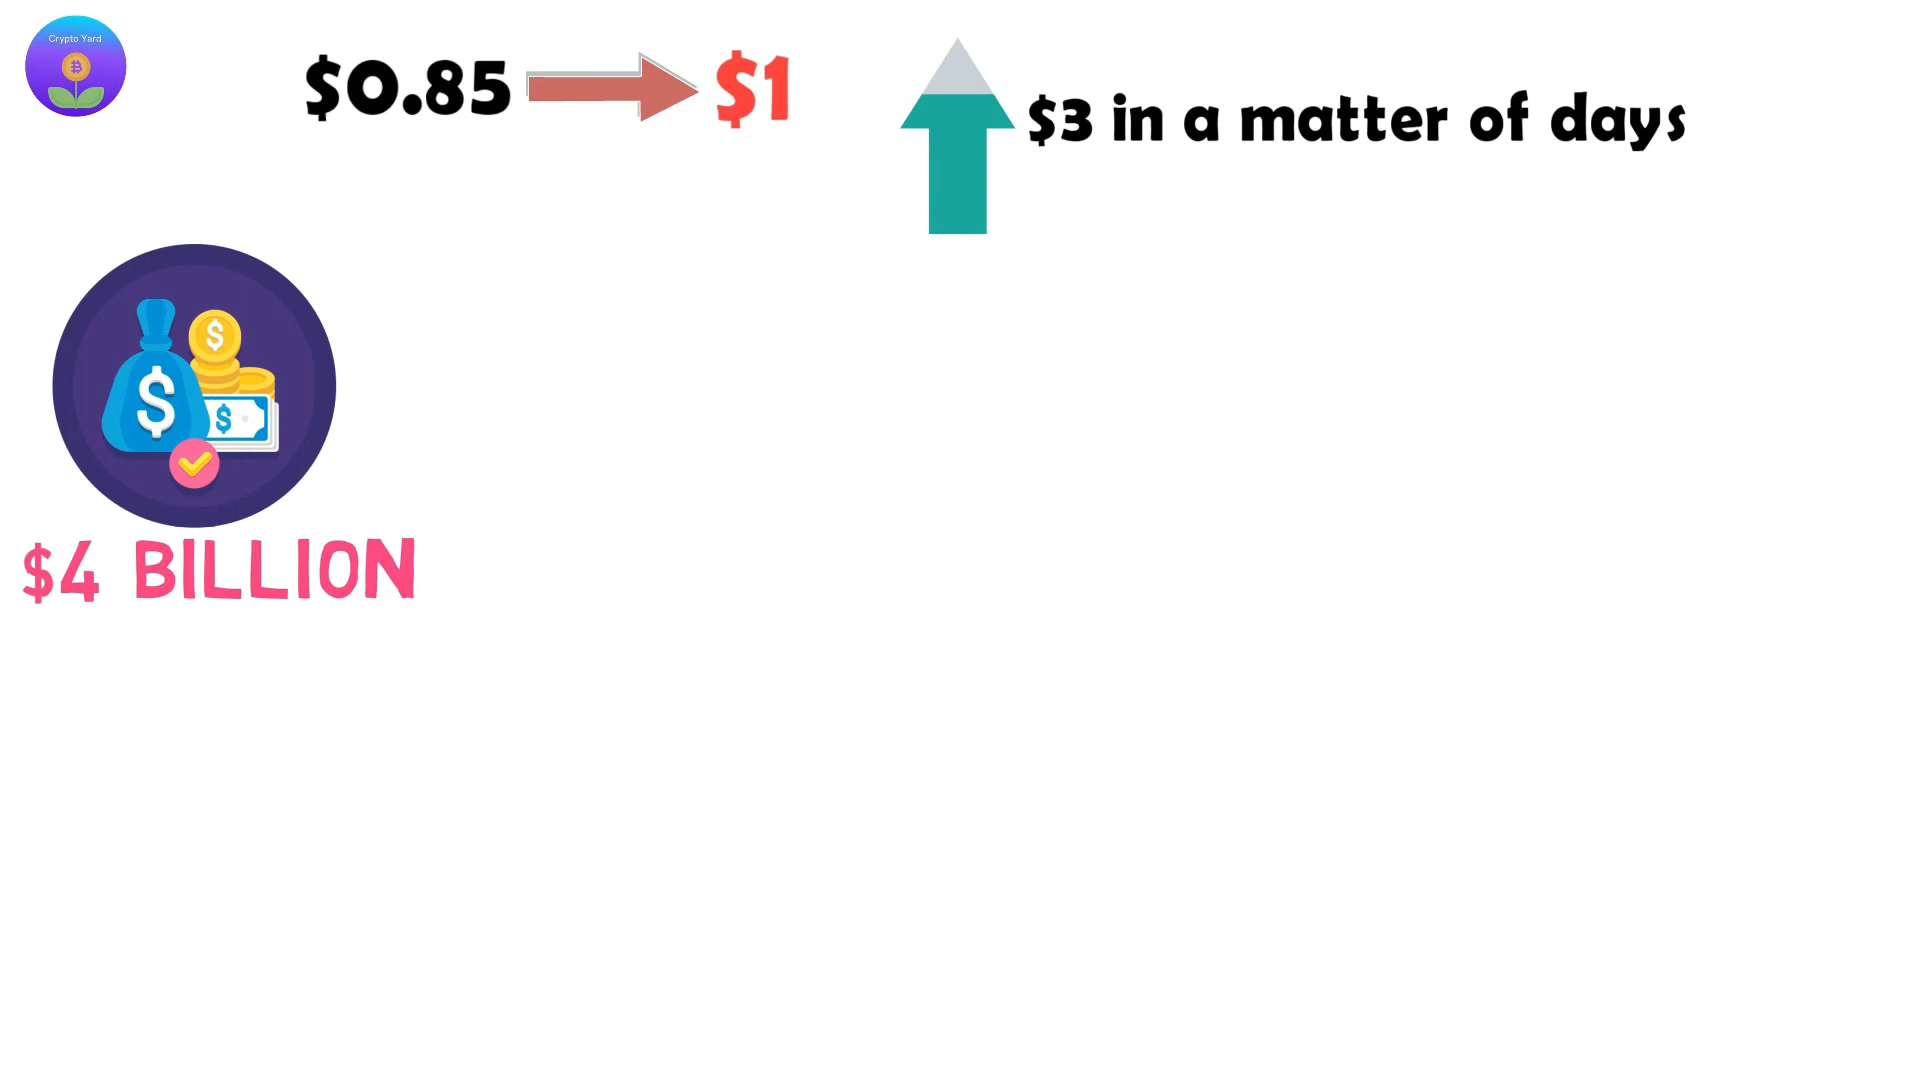 Crypto Yard
$0.85 $1
$3 in a matter of days
$
$
$
$4 BILLION